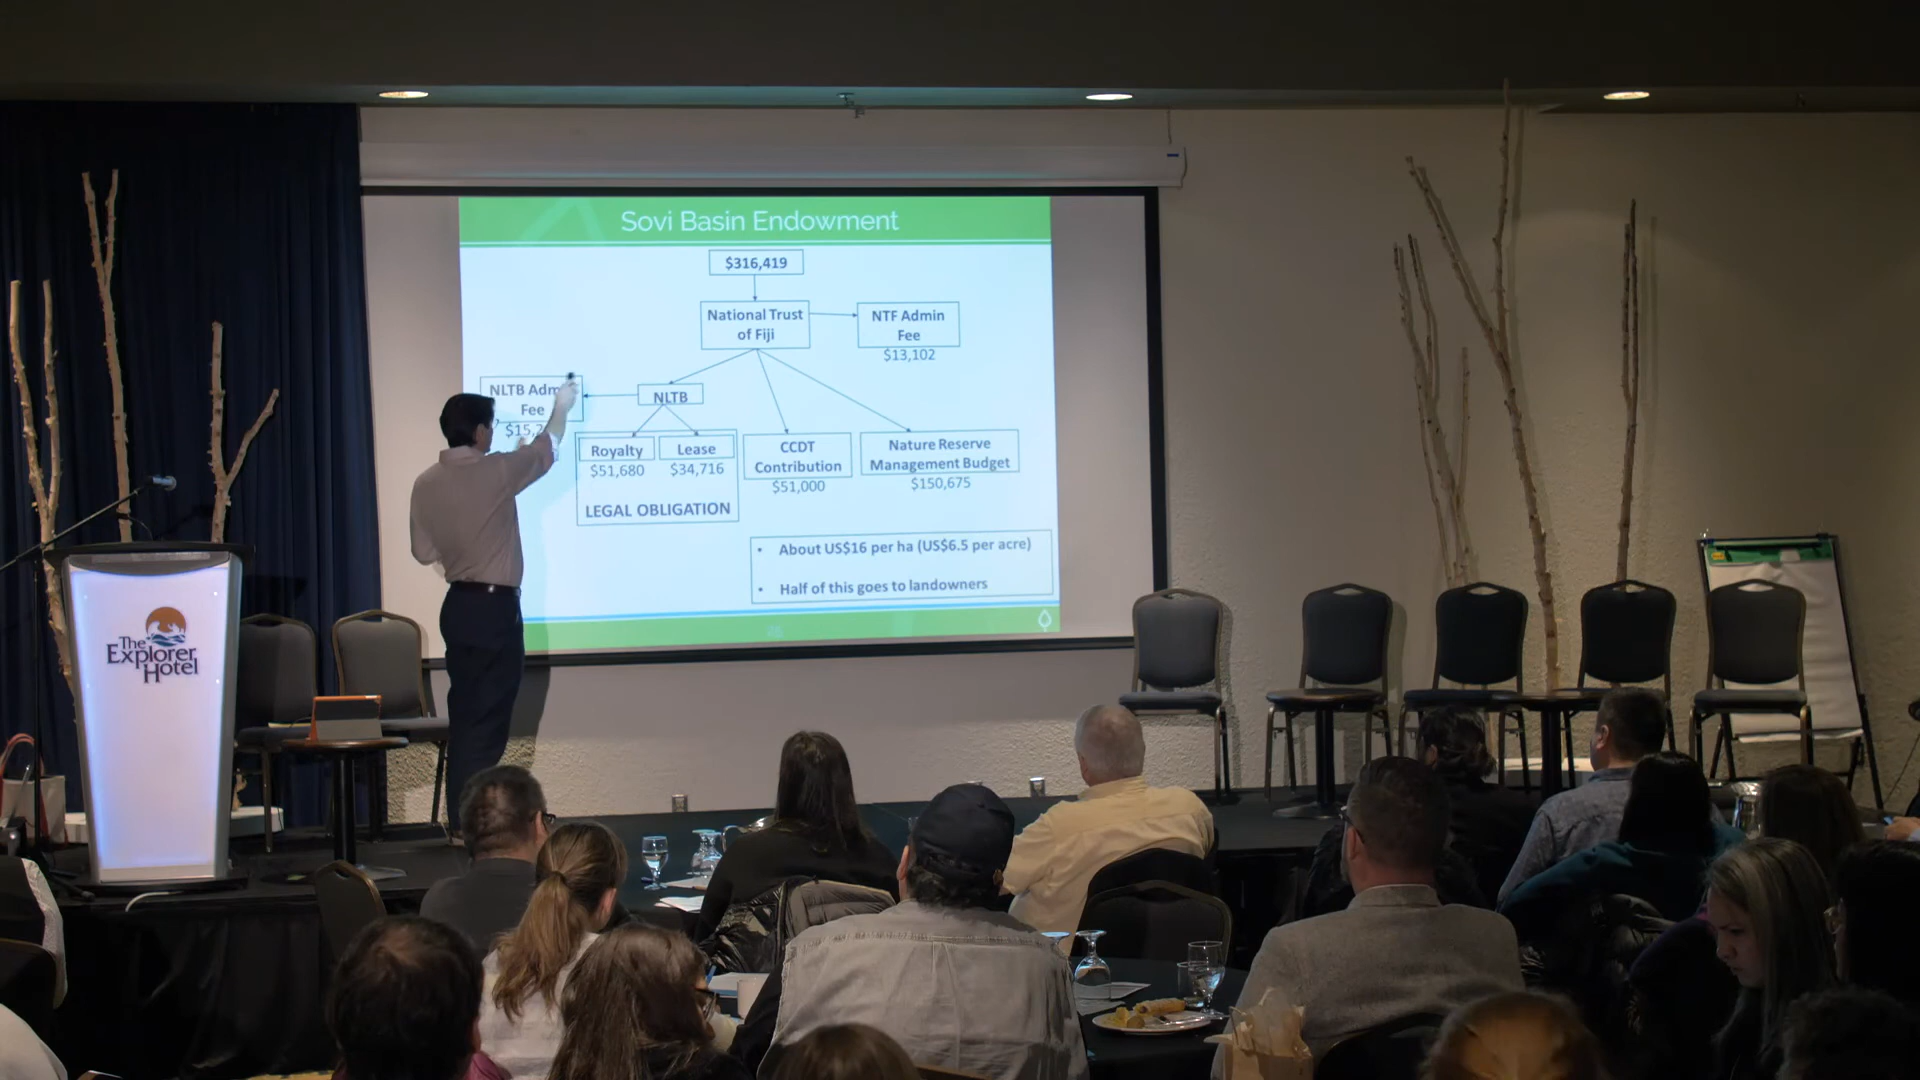 Sovi Basin Endowment
$316,419
National Trust
of Fiji
NTF Admin
Fee
$13,102
NLTB
Fee
NLTB
Royalty
$51,680
Lease
$34,716
LEGAL OBLIGATION
CCDT
Contribution
$51,000
Nature Reserve
Management Budget
$150,675
• About US$16 per ha (US$6.5 per acre)
• Half of this goes to landowners
The
Explorer
Hotel